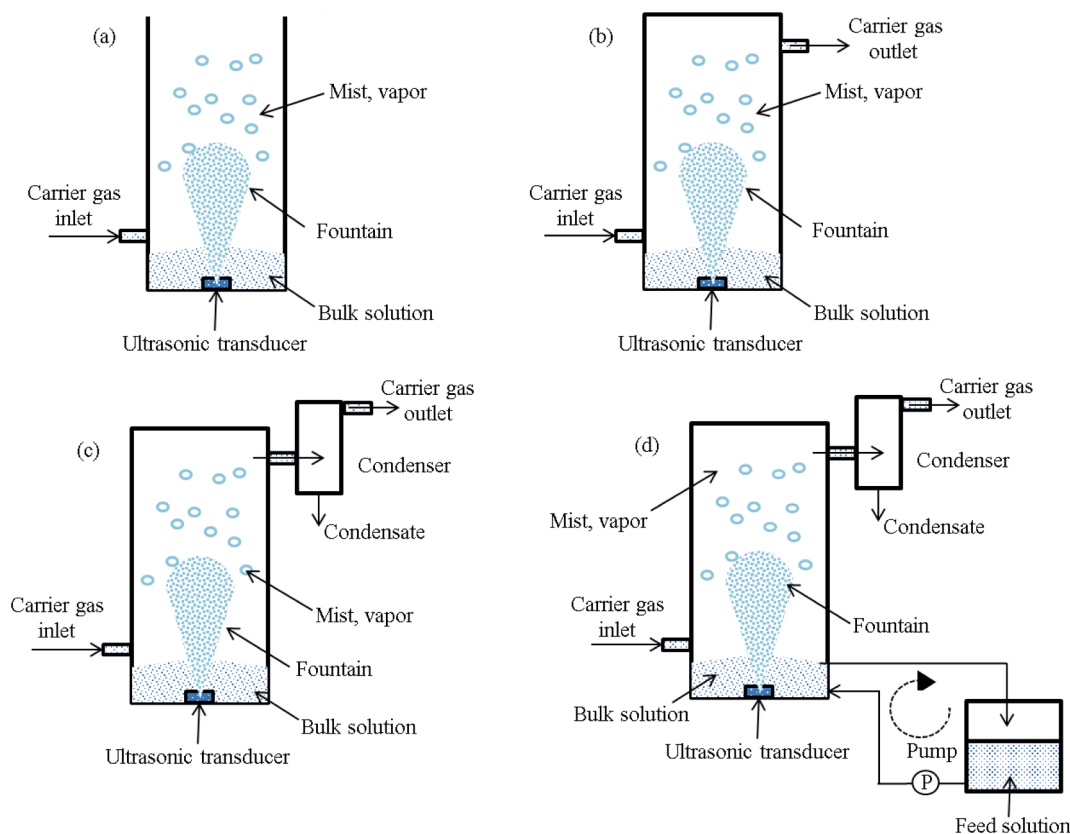 (a)
Mist, vapor
Carrier gas
inlet
Fountain
Bulk solution
Ultrasonic transducer
(b)
Carrier gas
outlet
Mist, vapor
Carrier gas
inlet
Fountain
Bulk solution
Ultrasonic transducer
(c)
Carrier gas
outlet
Condenser
Condensate
Mist, vapor
Carrier gas
inlet
Fountain
Bulk solution
Ultrasonic transducer
(d)
Carrier gas
outlet
Condenser
Mist, vapor
Condensate
Carrier gas
inlet
Fountain
Bulk solution
Ultrasonic transducer
Pump
P
Feed solution